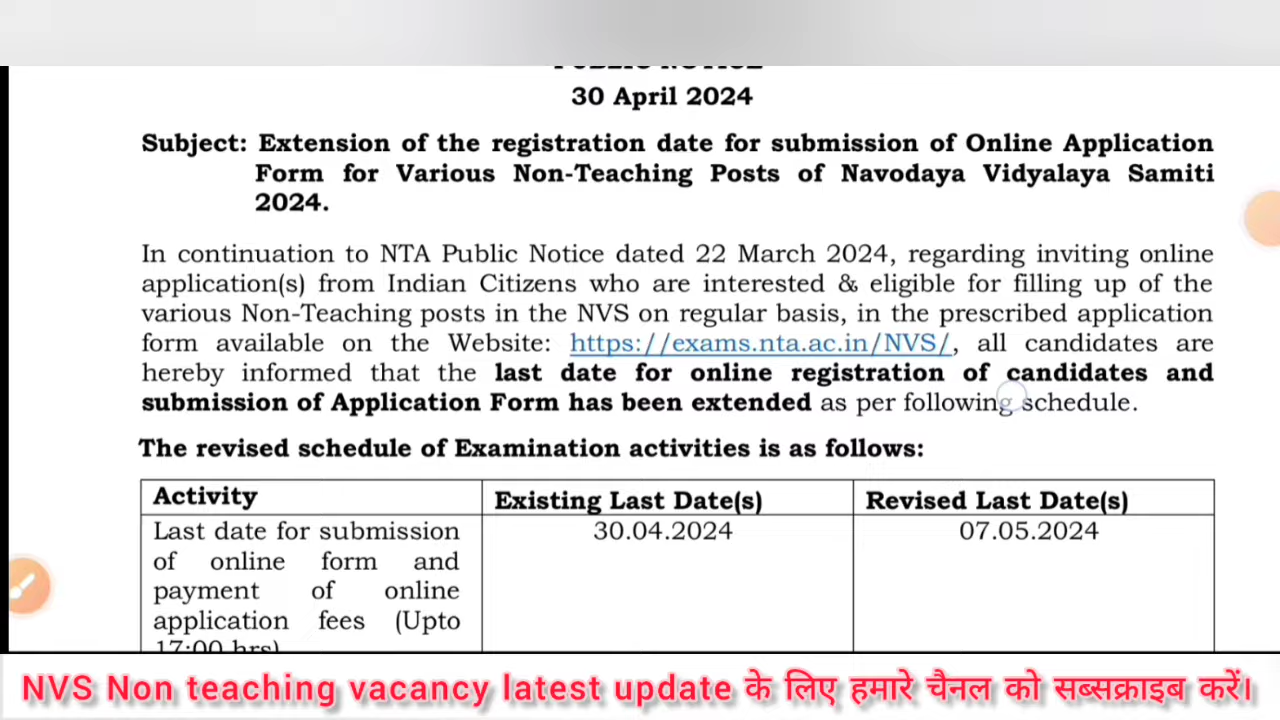 PUBLIC NOTICE
30 April 2024
Subject: Extension of the registration date for submission of Online Application
Form for Various Non-Teaching Posts of Navodaya Vidyalaya Samiti
2024.
In continuation to NTA Public Notice dated 22 March 2024, regarding inviting online
application(s) from Indian Citizens who are interested & eligible for filling up of the
various Non-Teaching posts in the NVS on regular basis, in the prescribed application
form available on the Website: https://exams.nta.ac.in/NVS/, all candidates are
hereby informed that the last date for online registration of candidates and
submission of Application Form has been extended as per following schedule.
The revised schedule of Examination activities is as follows:
Activity Existing Last Date(s) Revised Last Date(s)
Last date for submission 30.04.2024 07.05.2024
of online form and
payment of online
application fees (Upto
17:00 hrs)
NVS Non teaching vacancy latest update के लिए हमारे चैनल को सब्सक्राइब करें।